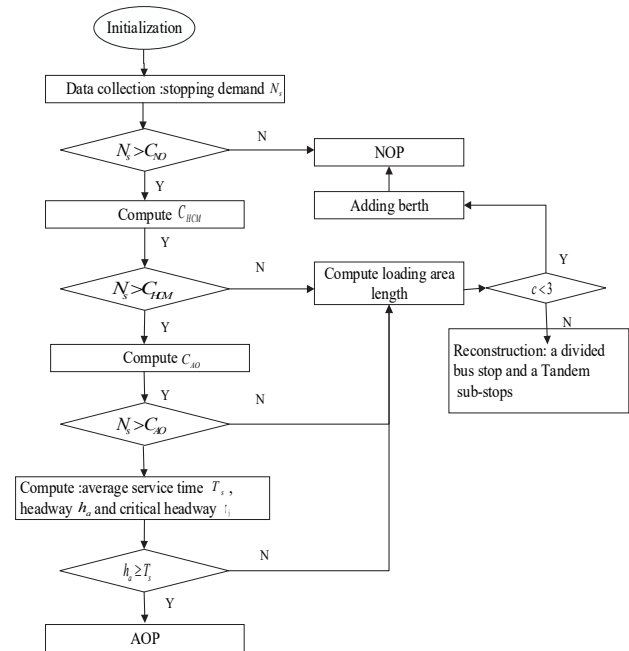 Initialization
Data collection :stopping demand N_s
N_s>C_NO
N
NOP
Y
Adding berth
Compute C_HCM
Y
N_s>C_HCM
N
Compute loading area
length
c<3
Y
N
Compute C_AO
Reconstruction: a divided
bus stop and a Tandem
sub-stops
Y
N
N_s>C_AO
Compute :average service time T_s ,
headway h_a and critical headway
N
h_a≥T_s
Y
AOP